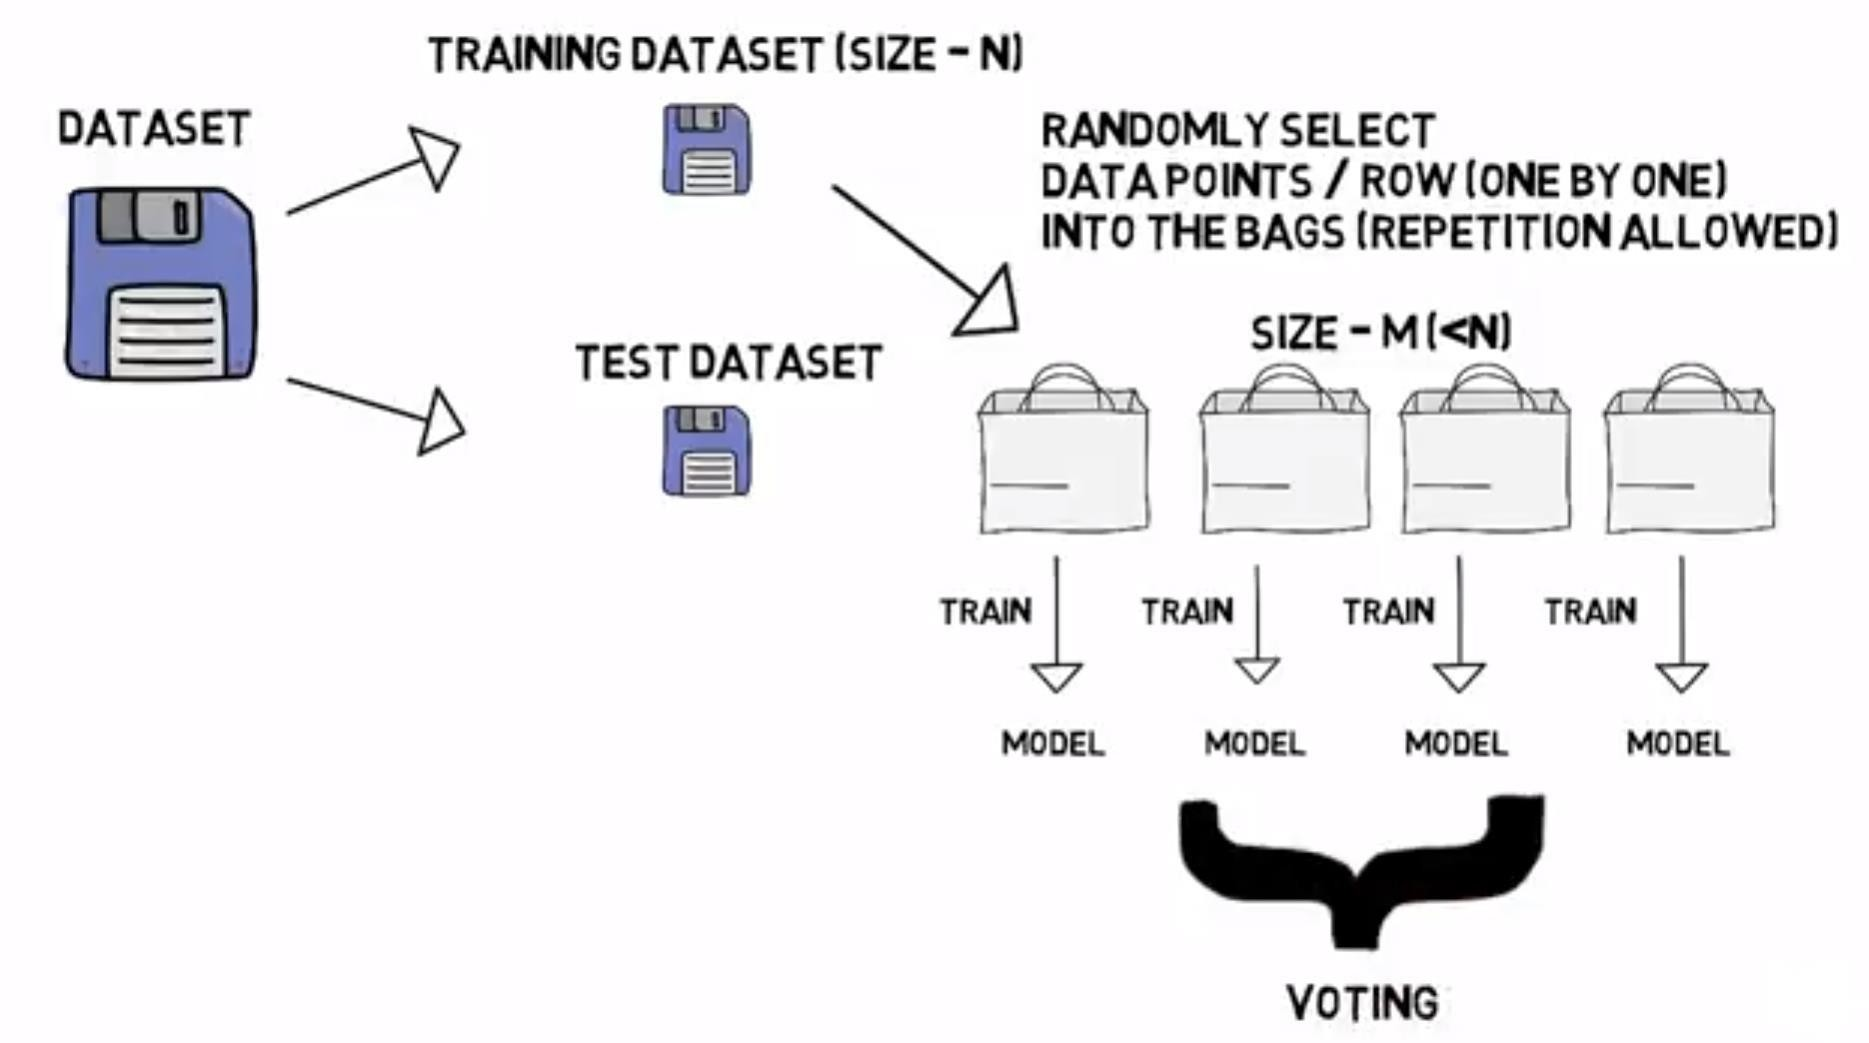 TRAINING DATASET (SIZE - N)
DATASET
RANDOMLY SELECT
DATA POINTS / ROW (ONE BY ONE)
INTO THE BAGS (REPETITION ALLOWED)
SIZE - M (<N)
TEST DATASET
TRAIN
TRAIN
TRAIN
TRAIN
MODEL
MODEL
MODEL
MODEL
VOTING